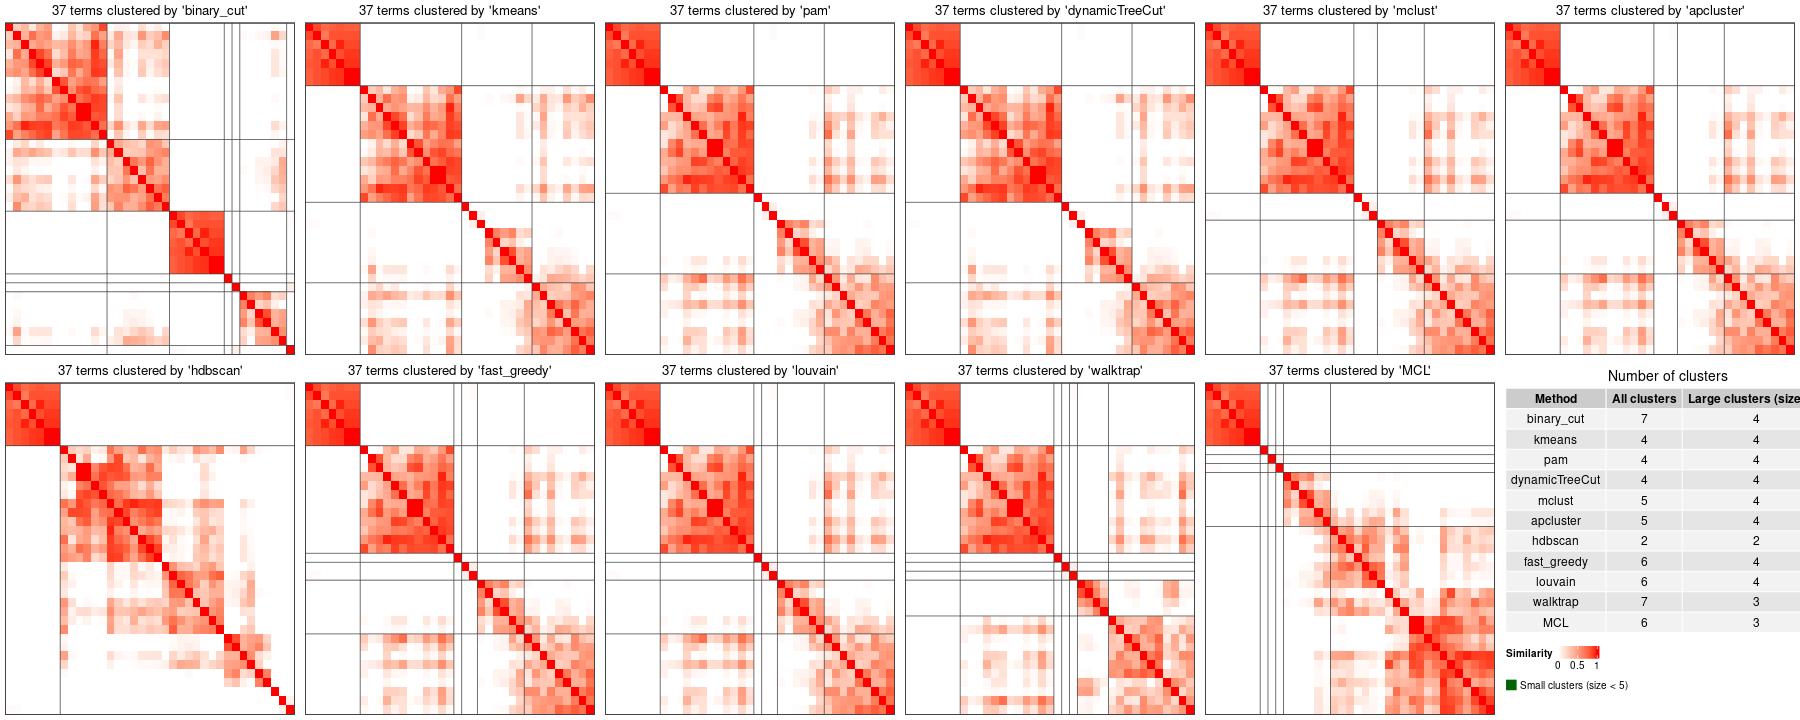 37 terms clustered by 'binary_cut'
37 terms clustered by 'kmeans'
37 terms clustered by 'pam'
37 terms clustered by 'dynamicTreeCut'
37 terms clustered by 'mclust'
37 terms clustered by 'apcluster'
37 terms clustered by 'hdbscan'
37 terms clustered by 'fast_greedy'
37 terms clustered by 'louvain'
37 terms clustered by 'walktrap'
37 terms clustered by 'MCL'
Number of clusters
Method All clusters Large clusters (size
binary_cut 7 4
kmeans 4 4
pam 4 4
dynamicTreeCut 4 4
mclust 5 4
apcluster 5 4
hdbscan 2 2
fast_greedy 6 4
louvain 6 4
walktrap 7 3
MCL 6 3
Similarity
0 0.5 1
Small clusters (size < 5)